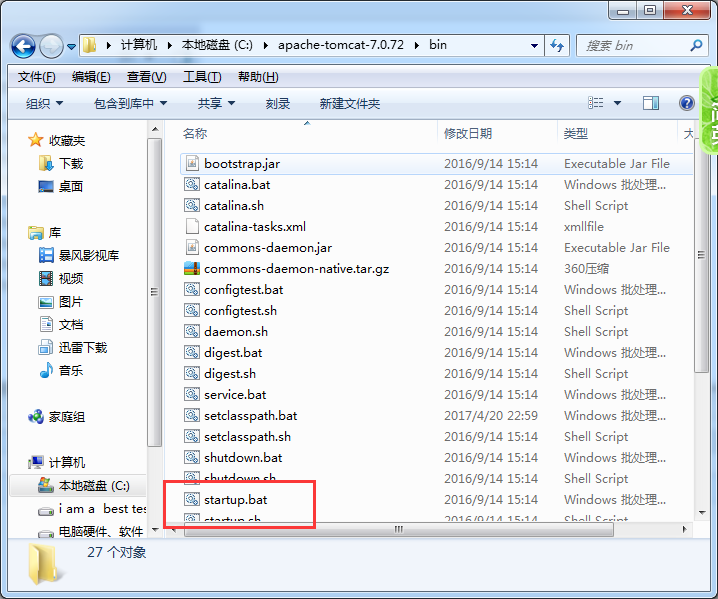 计算机 本地磁盘 (C:) apache-tomcat-7.0.72 bin 搜索 bin
文件(F) 编辑(E) 查看(V) 工具(T) 帮助(H)
组织 包含到库中 共享 刻录 新建文件夹
收藏夹
下载
桌面
库
暴风影视库
视频
图片
文档
迅雷下载
音乐
家庭组
计算机
本地磁盘 (C:)
i am a best tes
电脑硬件、软件
名称 修改日期 类型 大
bootstrap.jar 2016/9/14 15:14 Executable Jar File
catalina.bat 2016/9/14 15:14 Windows 批处理...
catalina.sh 2016/9/14 15:14 Shell Script
catalina-tasks.xml 2016/9/14 15:14 xmlfile
commons-daemon.jar 2016/9/14 15:14 Executable Jar File
commons-daemon-native.tar.gz 2016/9/14 15:14 360压缩
configtest.bat 2016/9/14 15:14 Windows 批处理...
configtest.sh 2016/9/14 15:14 Shell Script
daemon.sh 2016/9/14 15:14 Shell Script
digest.bat 2016/9/14 15:14 Windows 批处理...
digest.sh 2016/9/14 15:14 Shell Script
service.bat 2016/9/14 15:14 Windows 批处理...
setclasspath.bat 2017/4/20 22:59 Windows 批处理...
setclasspath.sh 2016/9/14 15:14 Shell Script
shutdown.bat 2016/9/14 15:14 Windows 批处理...
shutdown.sh 2016/9/14 15:14 Shell Script
startup.bat 2016/9/14 15:14 Windows 批处理...
startup.sh 2016/9/14 15:14 Shell Script
27 个对象